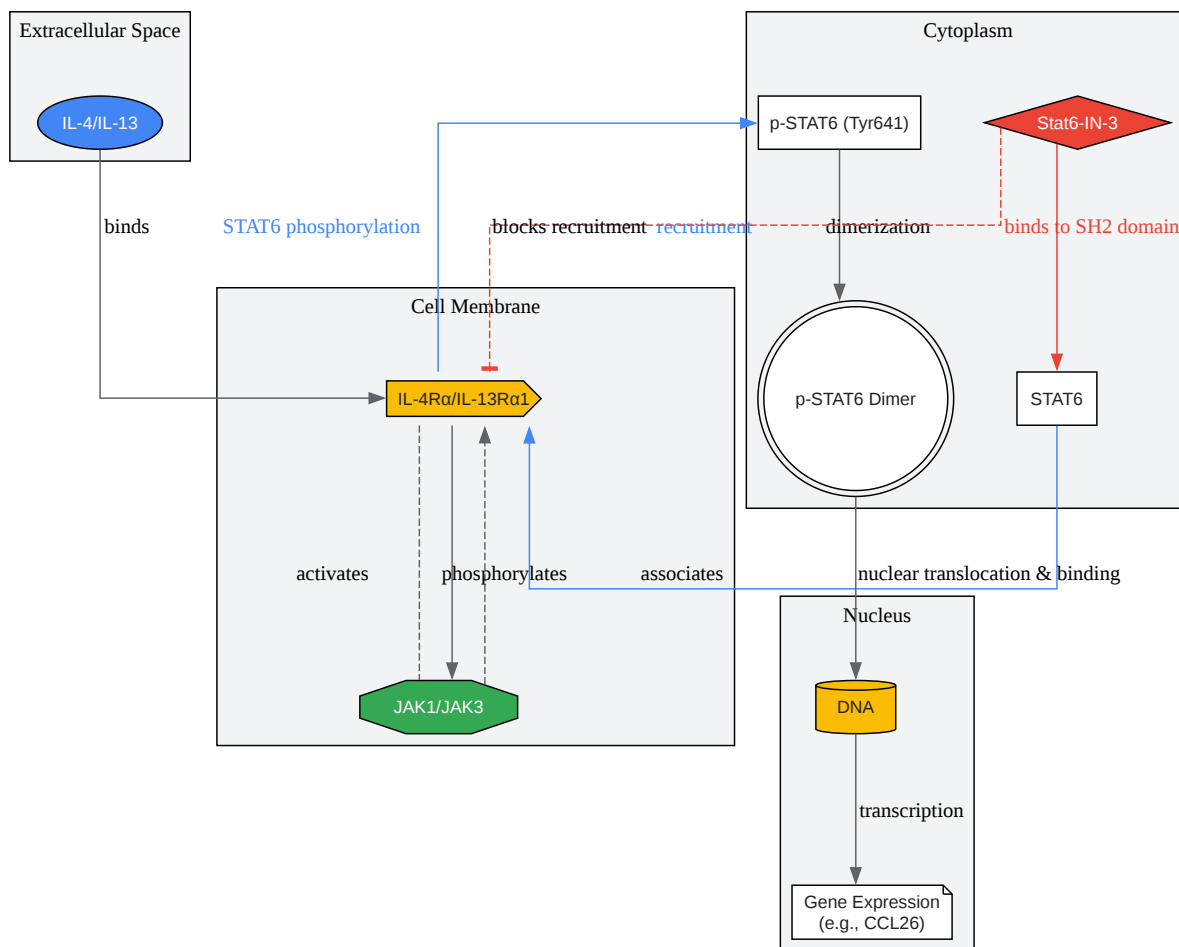 Extracellular Space
Cytoplasm
IL-4/IL-13
p-STAT6 (Tyr641)
Stat6-IN-3
binds
STAT6 phosphorylation
blocks recruitment
recruitment
dimerization
binds to SH2 domain
Cell Membrane
IL-4Rα/IL-13Rα1
p-STAT6 Dimer
STAT6
activates
phosphorylates
associates
nuclear translocation & binding
Nucleus
JAK1/JAK3
DNA
transcription
Gene Expression
(e.g., CCL26)